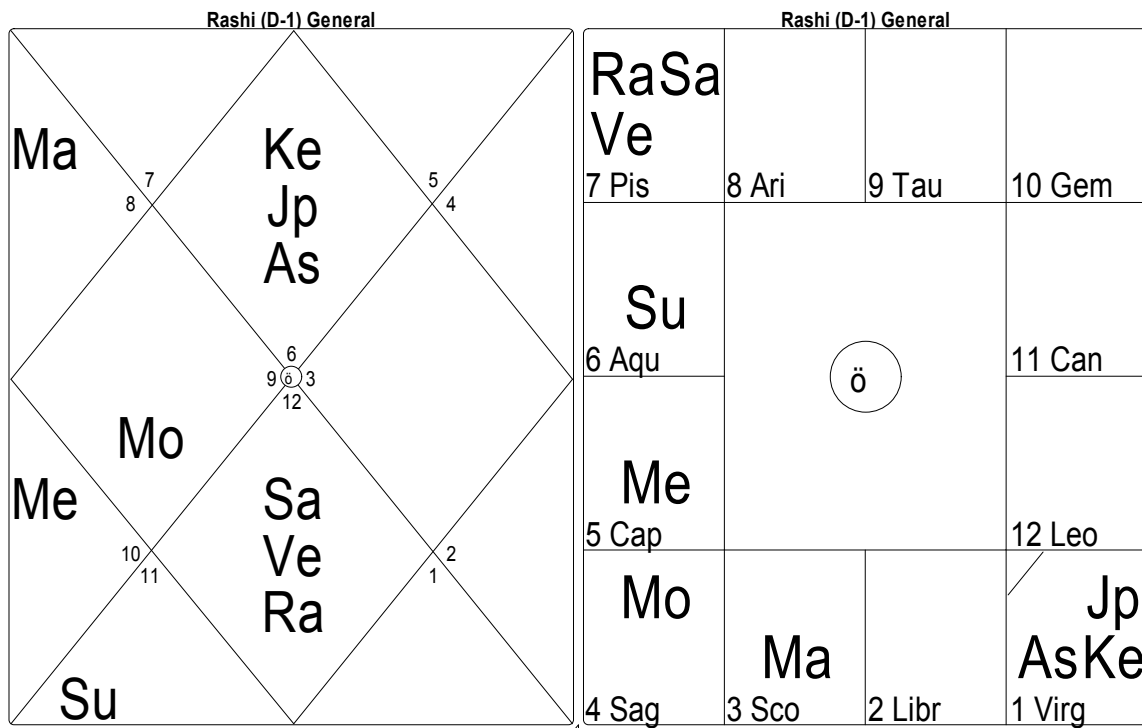 Rashi (D-1) General
Ma
Ke
Jp
As
7
8
5
4
6
9 ö 3
12
Mo
Me
Sa
Ve
Ra
10
11
2
1
Su
Rashi (D-1) General
RaSa
Ve
7 Pis
8 Ari
9 Tau
10 Gem
Su
6 Aqu
ö
11 Can
Me
5 Cap
12 Leo
Mo
4 Sag
Ma
3 Sco
2 Libr
Jp
AsKe
1 Virg